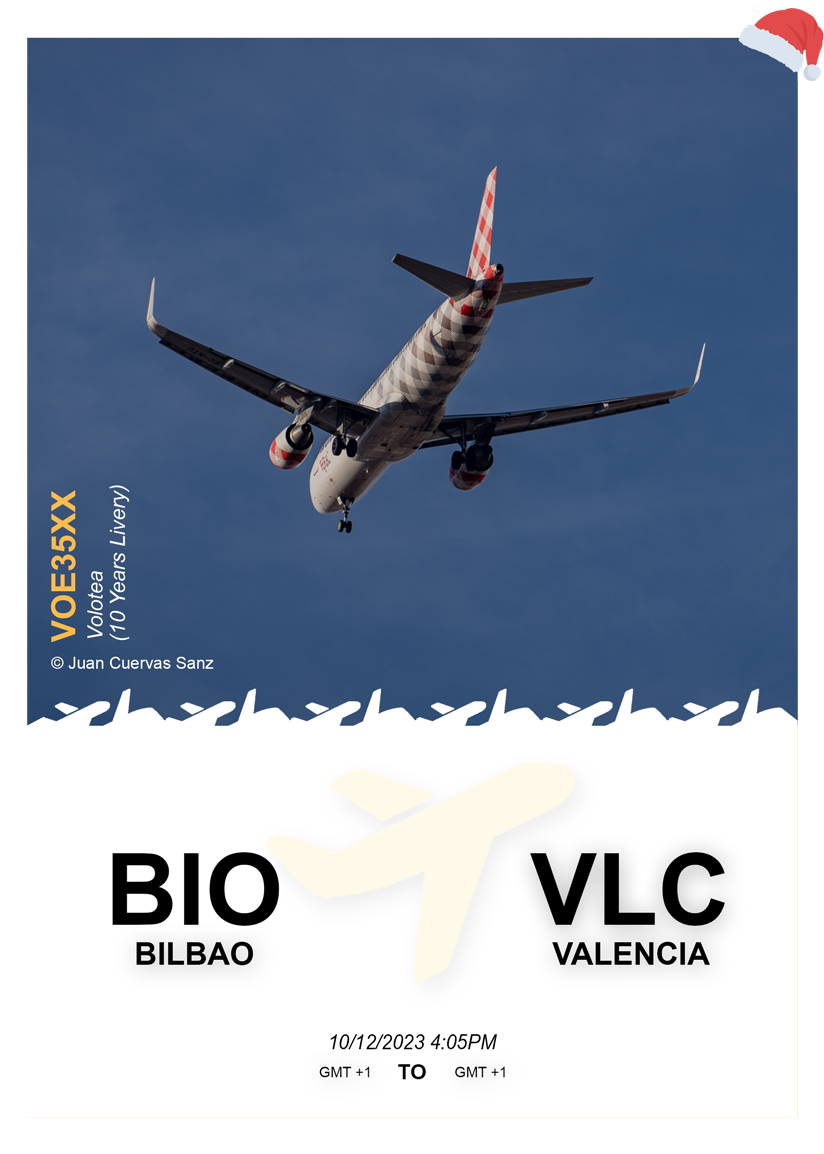 VOE35XX
Volotea
(10 Years Livery)
© Juan Cuervas Sanz
BIO
BILBAO
VLC
VALENCIA
10/12/2023 4:05PM
GMT +1 TO GMT +1